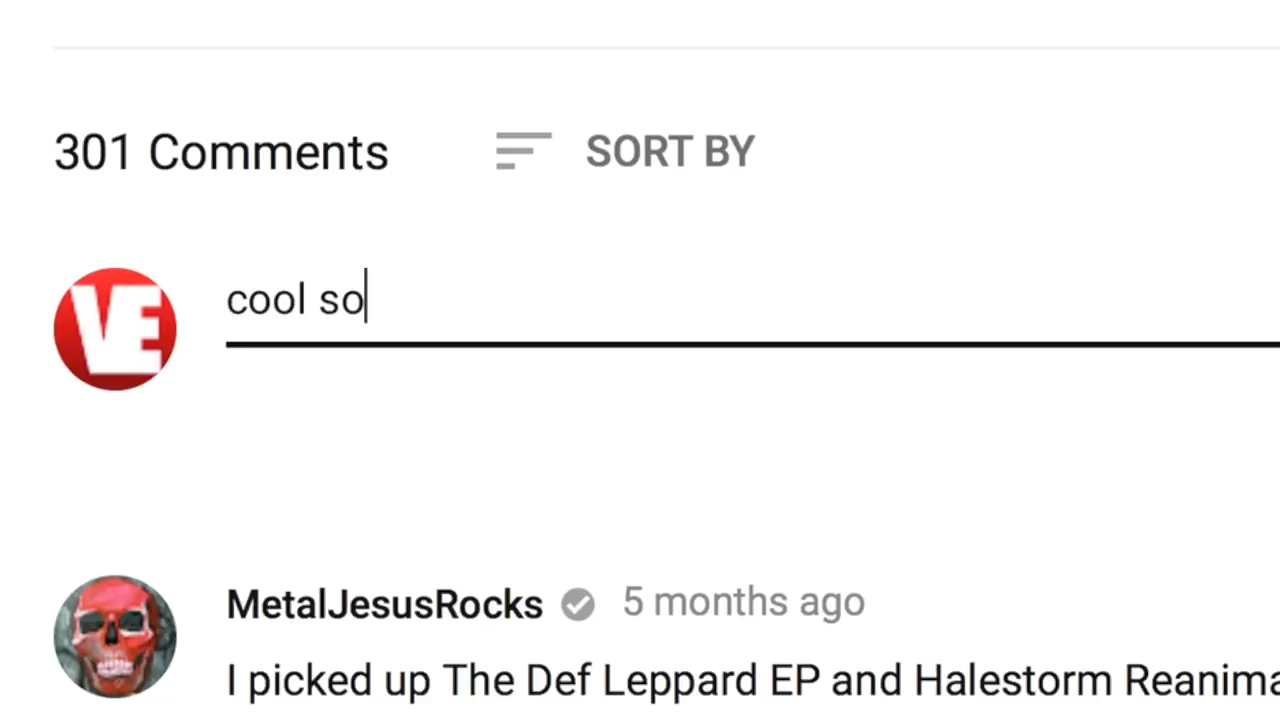 301 Comments
SORT BY
VE
cool so
MetalJesusRocks
5 months ago
I picked up The Def Leppard EP and Halestorm Reanima